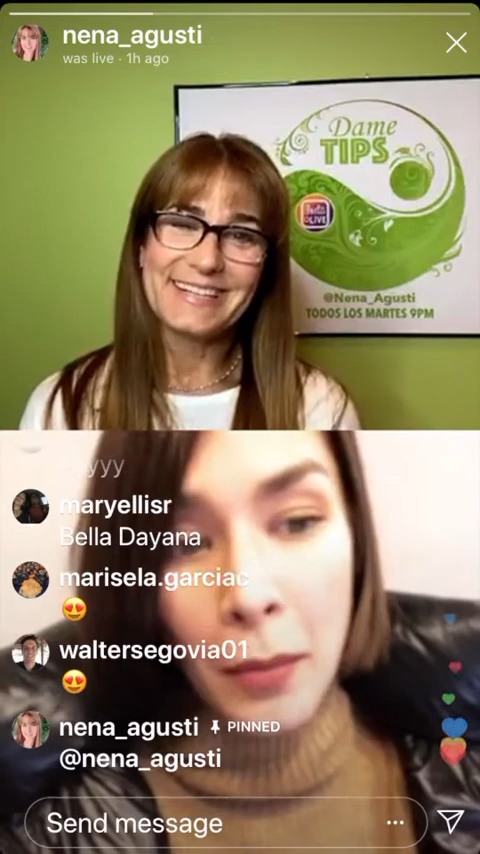 nena_agusti
was live · 1h ago
Dame
TIPS
LIVE
@Nena_Agusti
TODOS LOS MARTES 9PM
maryellisr
Bella Dayana
marisela.garciac
😍
waltersegovia01
😍
nena_agusti PINNED
@nena_agusti
Send message